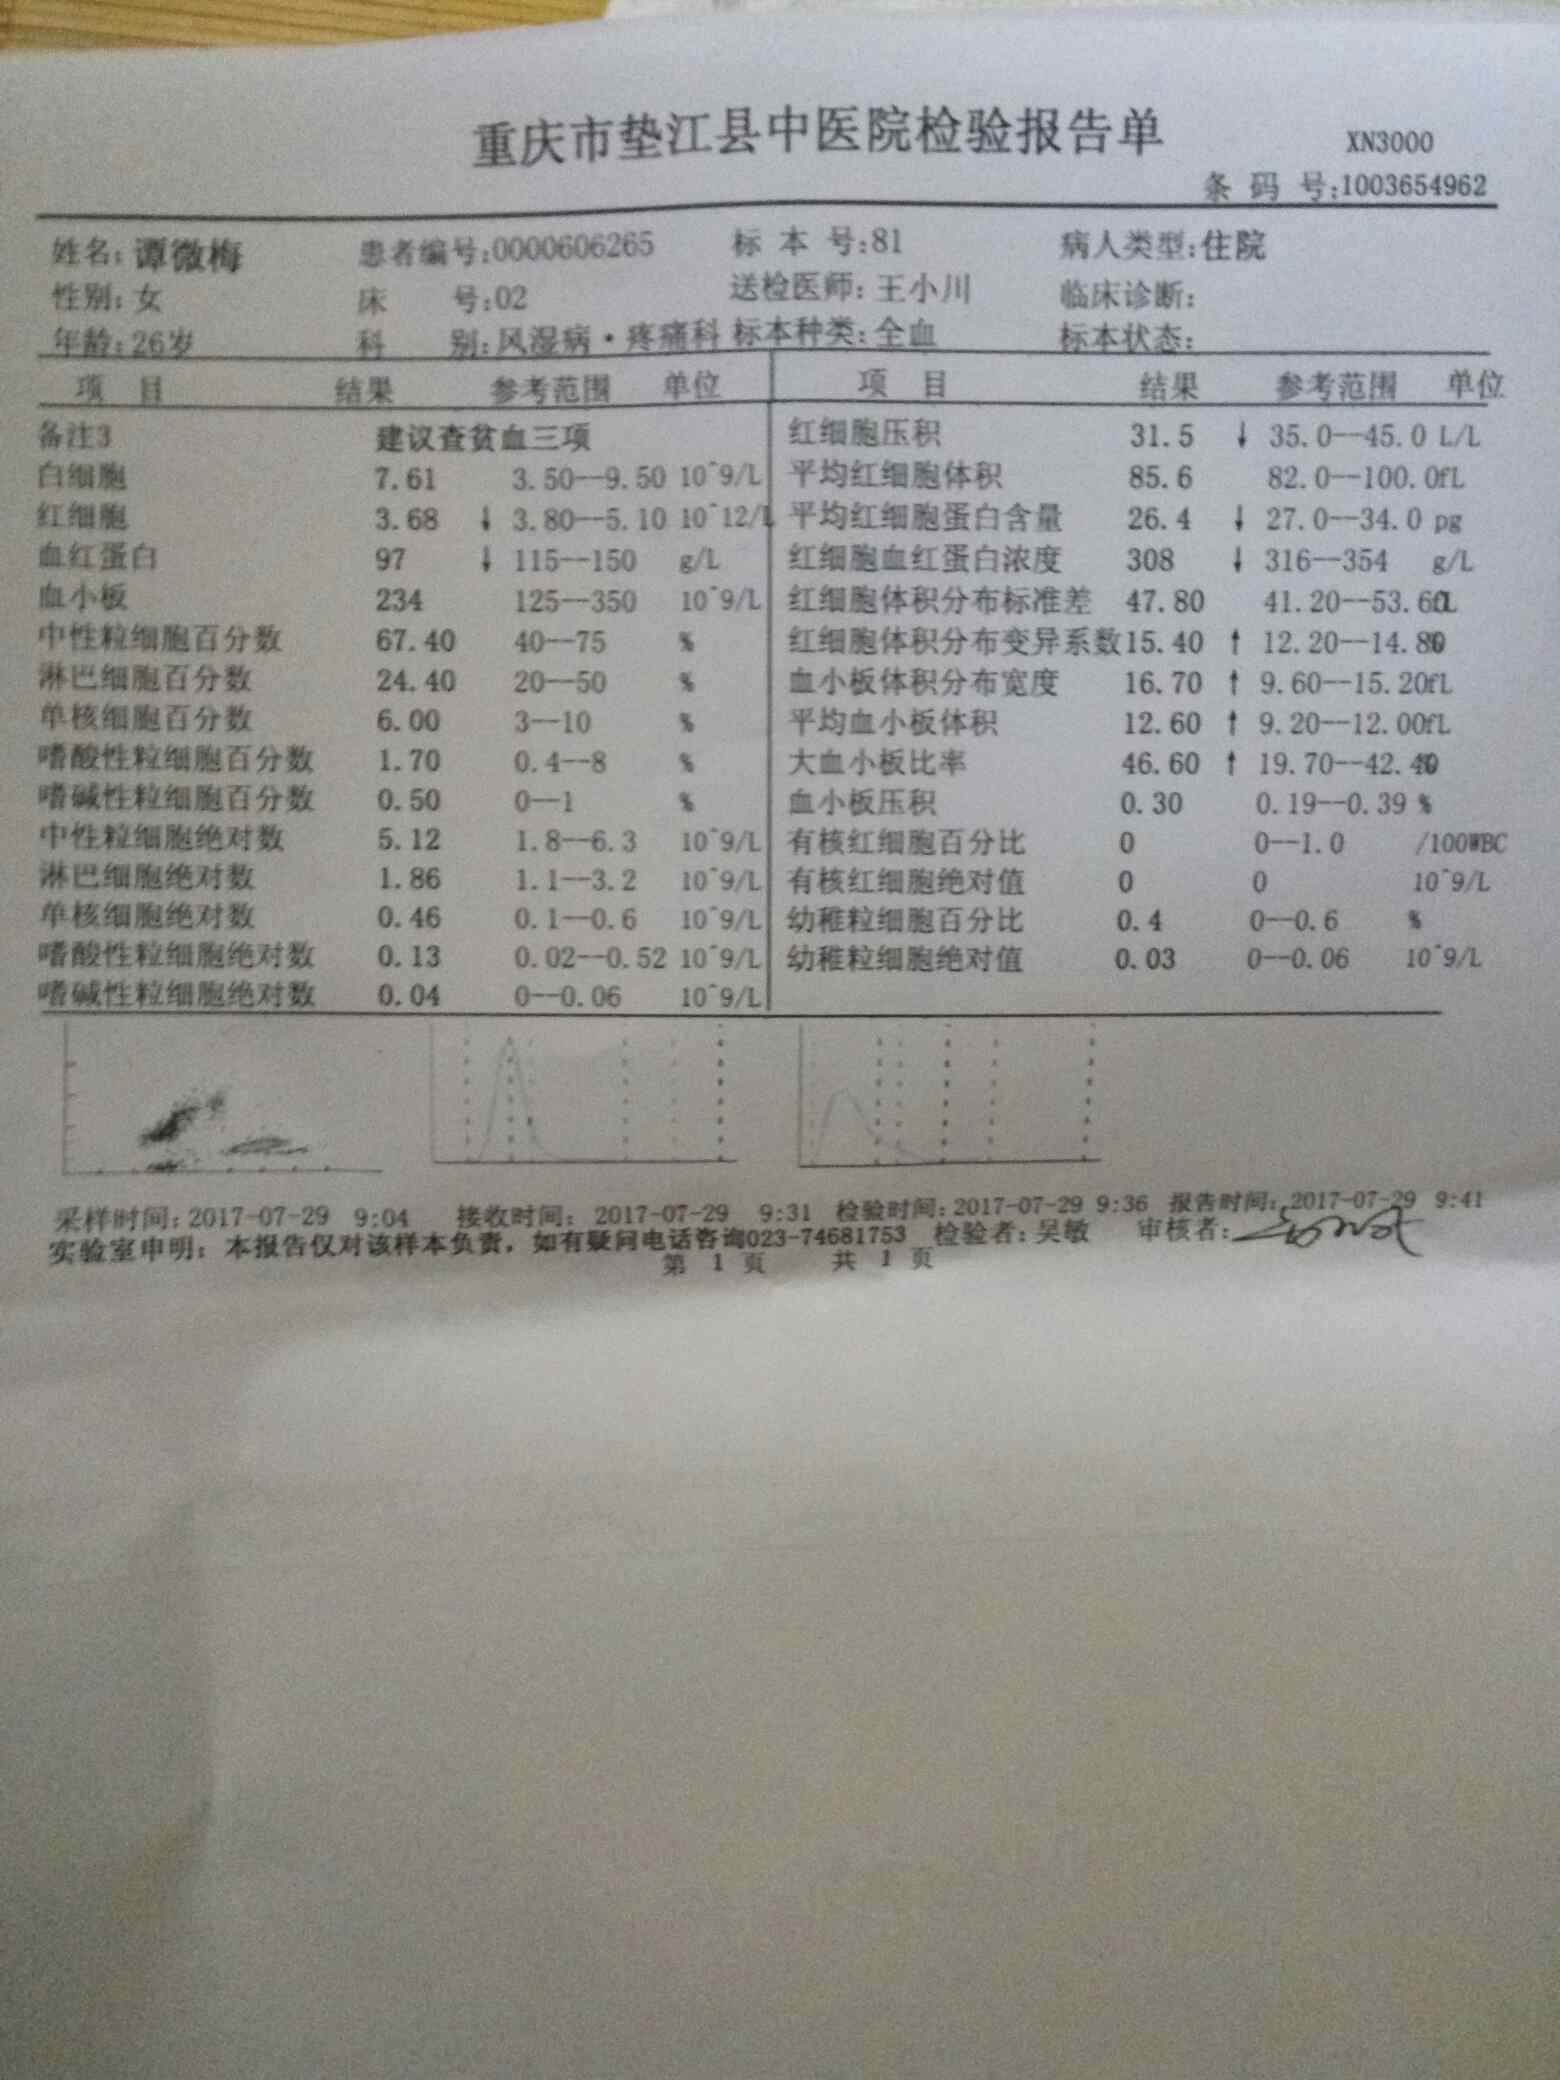 重庆市垫江县中医院检验报告单 XN3000
条 码 号:1003654962
姓名: 谭微梅 患者编号:0000606265 标 本 号:81 病人类型:住院
性别: 女 床 号:02 送检医师: 王小川 临床诊断:
年龄:26岁 科 别:风湿病·疼痛科 标本种类:全血 标本状态:
项 目 结果 参考范围 单位 项 目 结果 参考范围 单位
备注3 建议查贫血三项 红细胞压积 31.5 ↓ 35.0--45.0 L/L
白细胞 7.61 3.50--9.50 10^9/L 平均红细胞体积 85.6 82.0--100.0fL
红细胞 3.68 ↓ 3.80--5.10 10^12/L 平均红细胞蛋白含量 26.4 ↓ 27.0--34.0 pg
血红蛋白 97 ↓ 115--150 g/L 红细胞血红蛋白浓度 308 ↓ 316--354 g/L
血小板 234 125--350 10^9/L 红细胞体积分布标准差 47.80 41.20--53.60fL
中性粒细胞百分数 67.40 40--75 % 红细胞体积分布变异系数15.40 ↑ 12.20--14.80%
淋巴细胞百分数 24.40 20--50 % 血小板体积分布宽度 16.70 ↑ 9.60--15.20fL
单核细胞百分数 6.00 3--10 % 平均血小板体积 12.60 ↑ 9.20--12.00fL
嗜酸性粒细胞百分数 1.70 0.4--8 % 大血小板比率 46.60 ↑ 19.70--42.40%
嗜碱性粒细胞百分数 0.50 0--1 % 血小板压积 0.30 0.19--0.39 %
中性粒细胞绝对数 5.12 1.8--6.3 10^9/L 有核红细胞百分比 0 0--1.0 /100WBC
淋巴细胞绝对数 1.86 1.1--3.2 10^9/L 有核红细胞绝对值 0 0 10^9/L
单核细胞绝对数 0.46 0.1--0.6 10^9/L 幼稚粒细胞百分比 0.4 0--0.6 %
嗜酸性粒细胞绝对数 0.13 0.02--0.52 10^9/L 幼稚粒细胞绝对值 0.03 0--0.06 10^9/L
嗜碱性粒细胞绝对数 0.04 0--0.06 10^9/L
采样时间:2017-07-29 9:04 接收时间: 2017-07-29 9:31 检验时间:2017-07-29 9:36 报告时间: 2017-07-29 9:41
实验室申明: 本报告仅对该样本负责，如有疑问电话咨询023-74681753 检验者:吴敏 审核者:
第 1 页 共 1 页